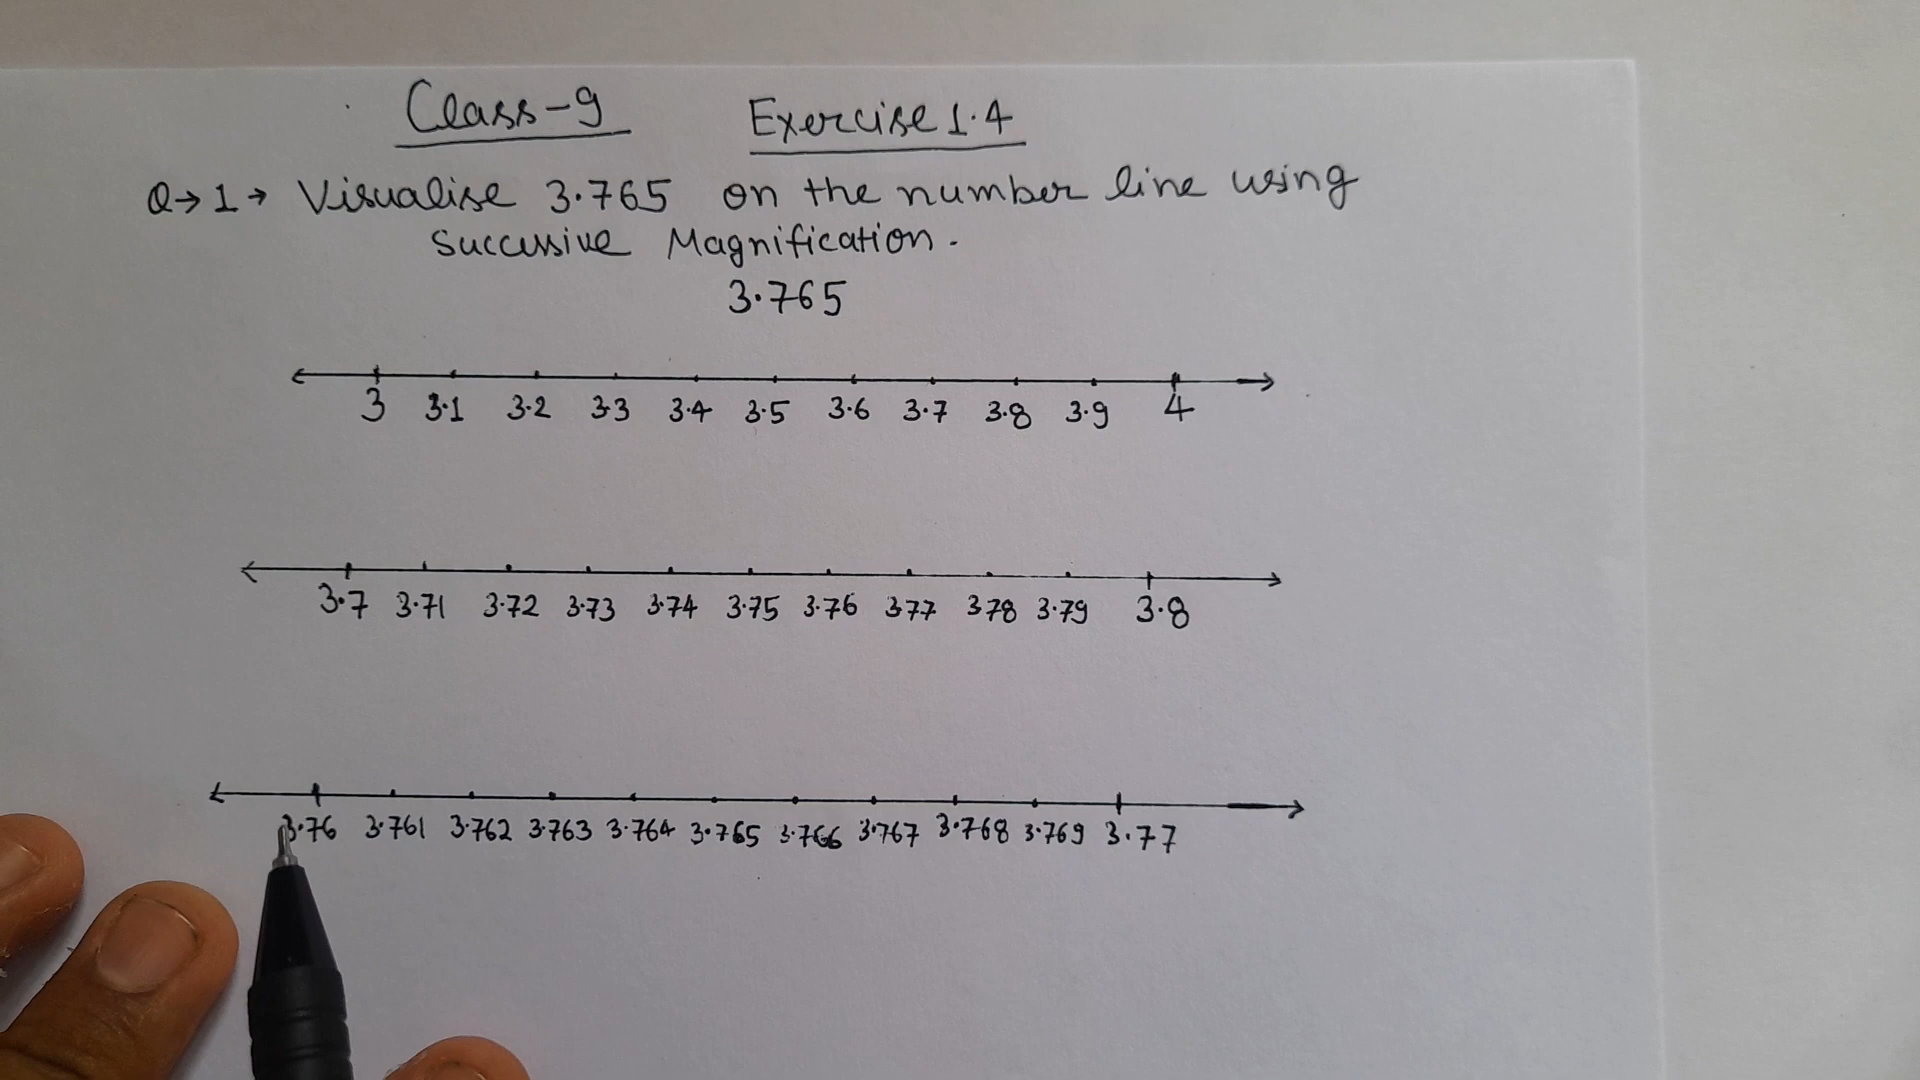 Class-9 Exercise 1.4
Q→1→ Visualise 3.765 on the number line using
Successive Magnification.
3.765
3 3.1 3.2 3.3 3.4 3.5 3.6 3.7 3.8 3.9 4
3.7 3.71 3.72 3.73 3.74 3.75 3.76 3.77 3.78 3.79 3.8
3.76 3.761 3.762 3.763 3.764 3.765 3.766 3.767 3.768 3.769 3.77